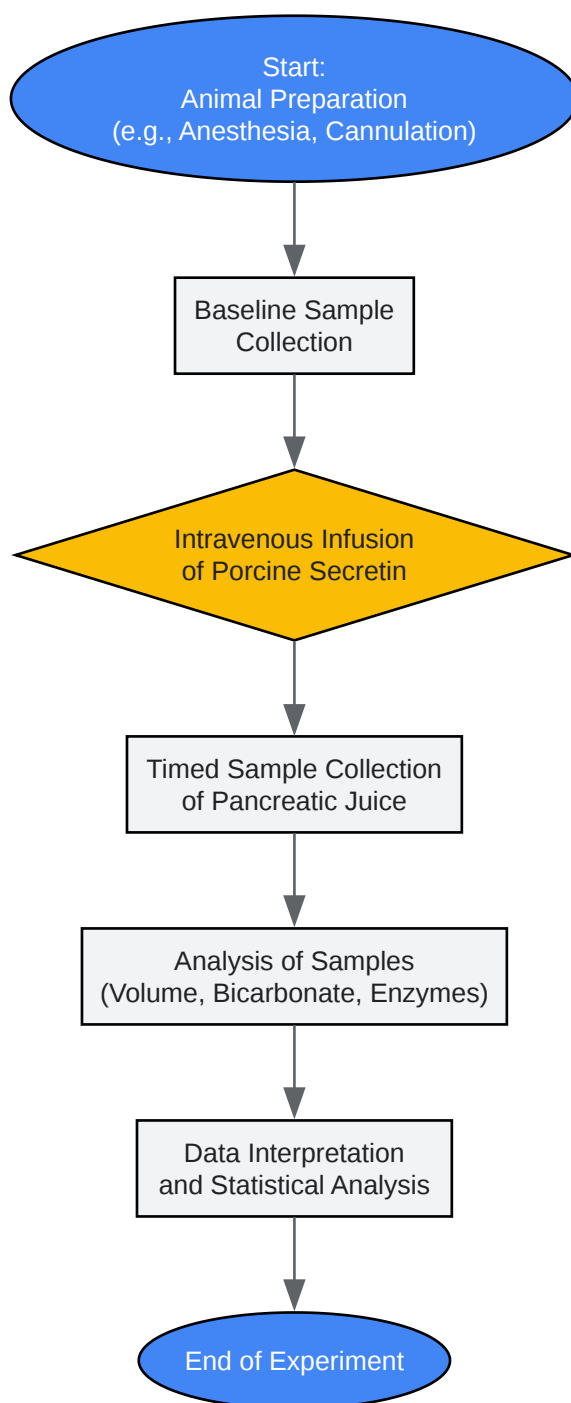 Start:
Animal Preparation
(e.g., Anesthesia, Cannulation)
Baseline Sample
Collection
Intravenous Infusion
of Porcine Secretin
Timed Sample Collection
of Pancreatic Juice
Analysis of Samples
(Volume, Bicarbonate, Enzymes)
Data Interpretation
and Statistical Analysis
End of Experiment